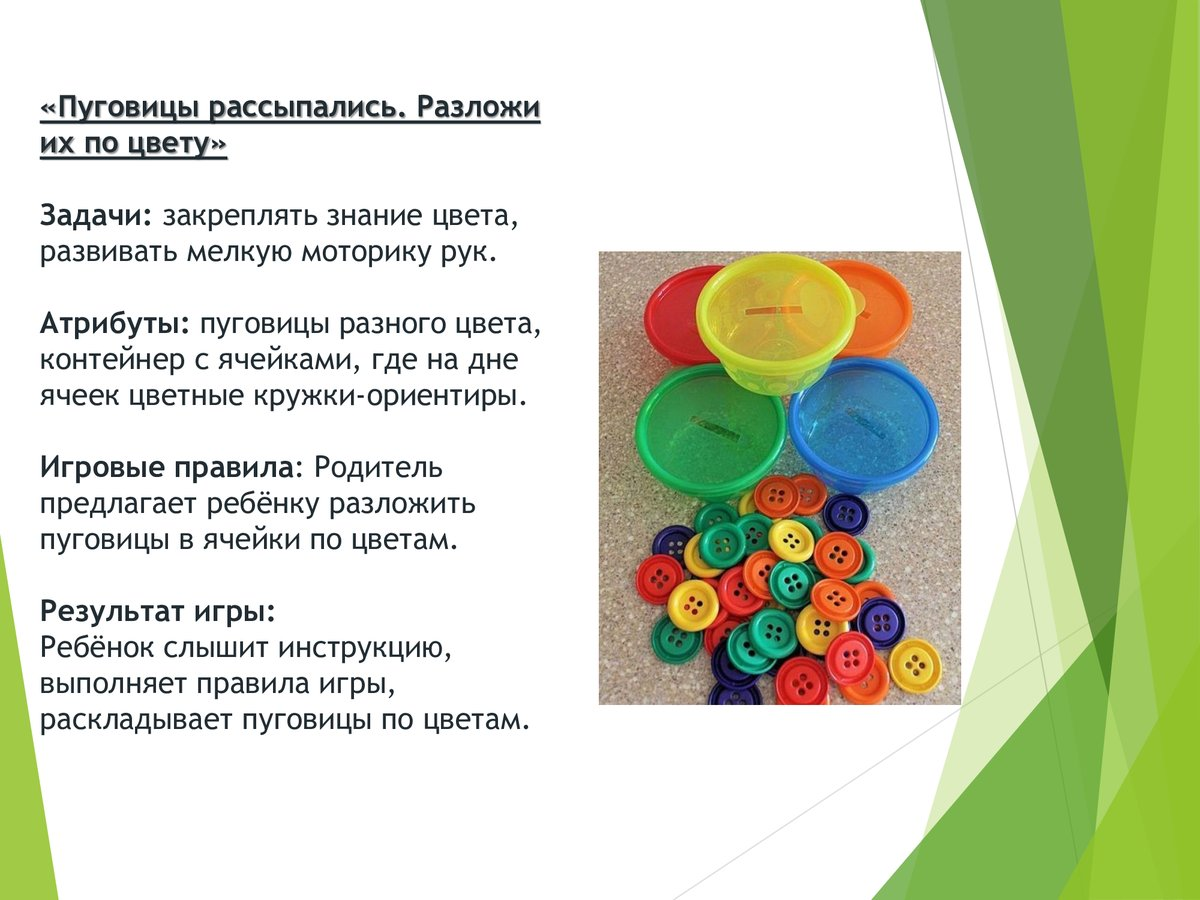 «Пуговицы рассыпались. Разложи
их по цвету»
Задачи: закреплять знание цвета,
развивать мелкую моторику рук.
Атрибуты: пуговицы разного цвета,
контейнер с ячейками, где на дне
ячеек цветные кружки-ориентиры.
Игровые правила: Родитель
предлагает ребёнку разложить
пуговицы в ячейки по цветам.
Результат игры:
Ребёнок слышит инструкцию,
выполняет правила игры,
раскладывает пуговицы по цветам.